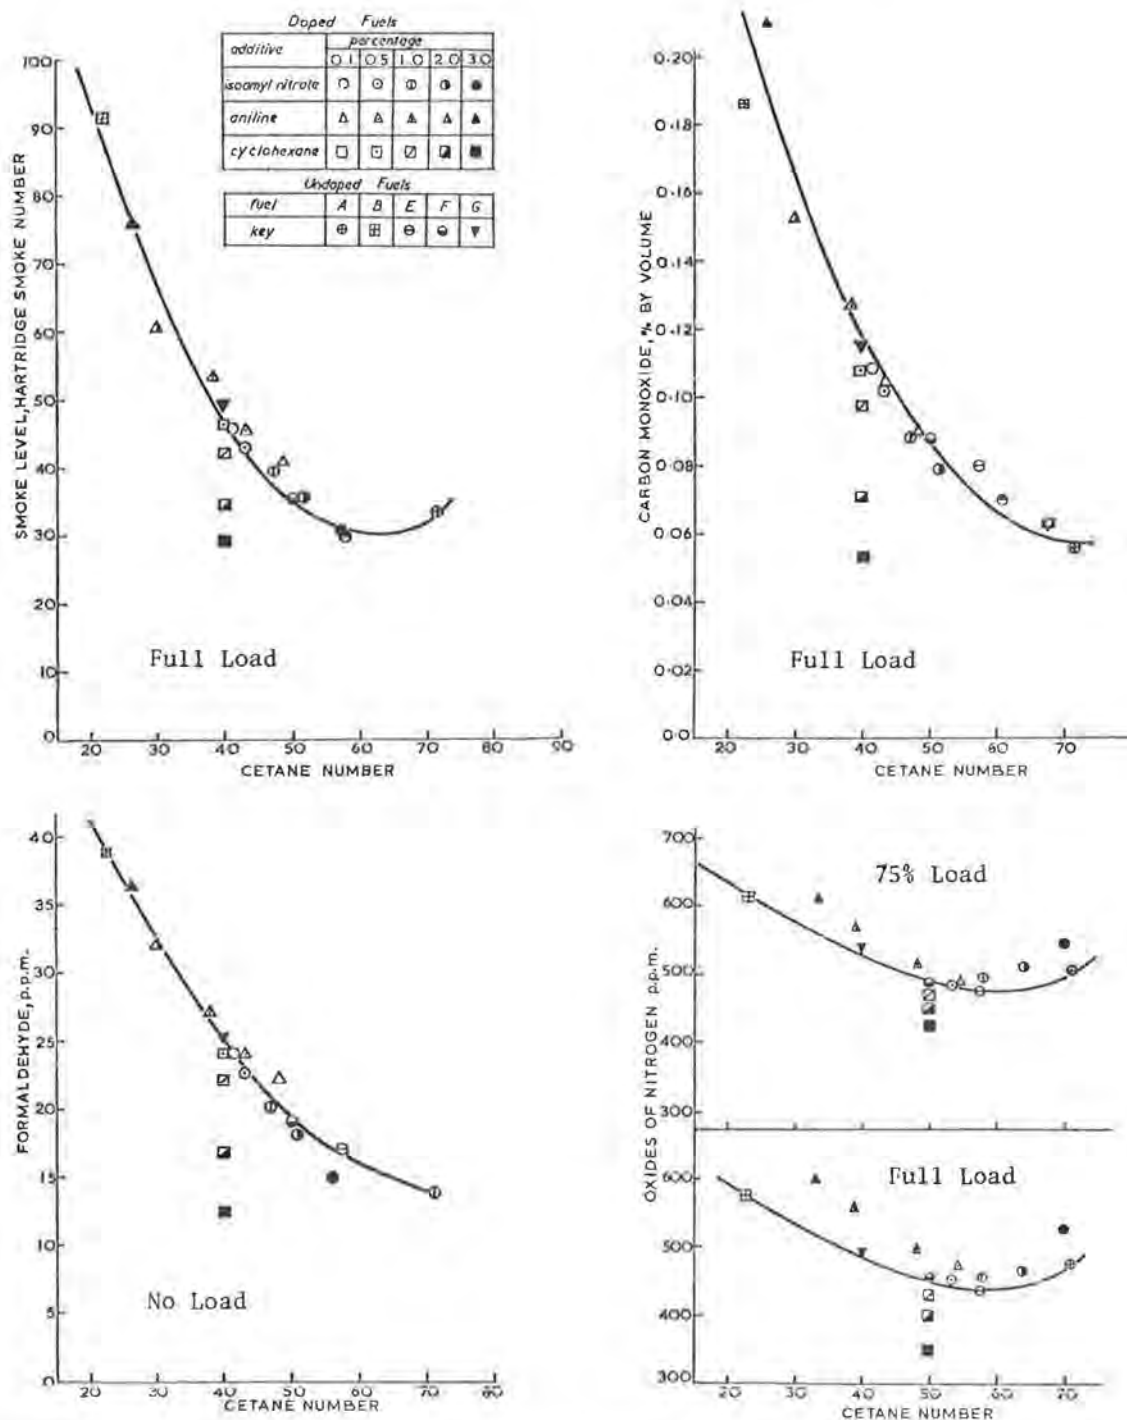 Doped Fuels
additive
percentage
0.1 0.5 1.0 2.0 3.0
isoamyl nitrate
aniline
cyclohexane
Undoped Fuels
fuel A B E F G
key
SMOKE LEVEL, HARTRIDGE SMOKE NUMBER
100
90
80
70
60
50
40
30
20
10
0
Full Load
20 30 40 50 60 70 80 90
CETANE NUMBER
CARBON MONOXIDE, % BY VOLUME
0.20
0.18
0.16
0.14
0.12
0.10
0.08
0.06
0.04
0.02
0.0
Full Load
20 30 40 50 60 70
CETANE NUMBER
FORMALDEHYDE, p.p.m.
40
35
30
25
20
15
10
5
0
No Load
20 30 40 50 60 70 80
CETANE NUMBER
OXIDES OF NITROGEN p.p.m.
700
600
500
400
300
75% Load
600
500
400
300
Full Load
20 30 40 50 60 70
CETANE NUMBER